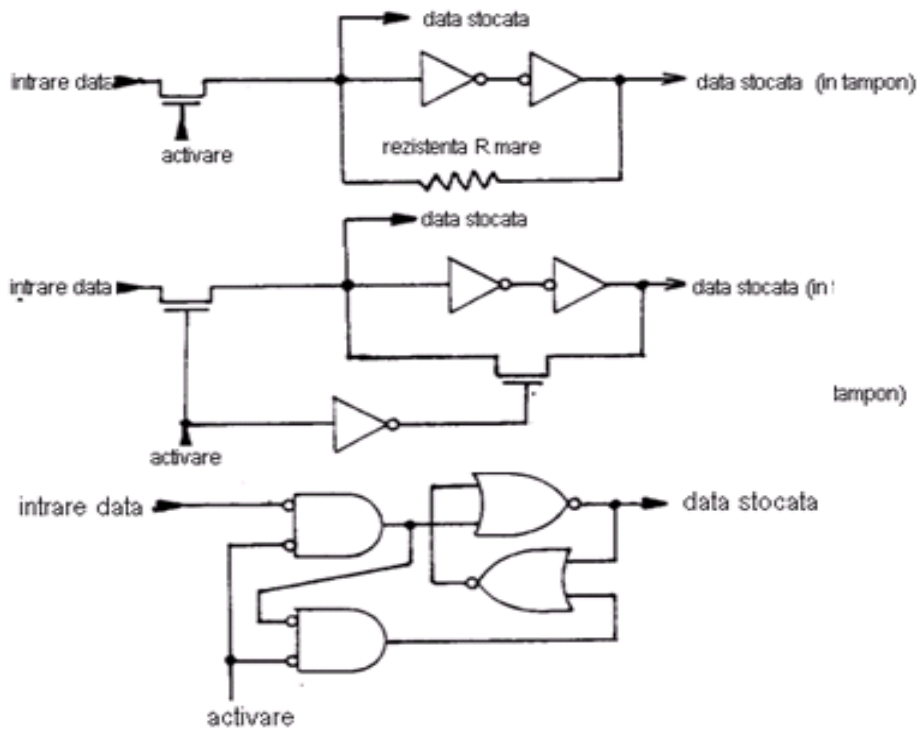 data stocata
intrare data
data stocata (in tampon)
rezistenta R mare
activare
data stocata
intrare data
data stocata (in
tampon)
activare
intrare data
data stocata
activare